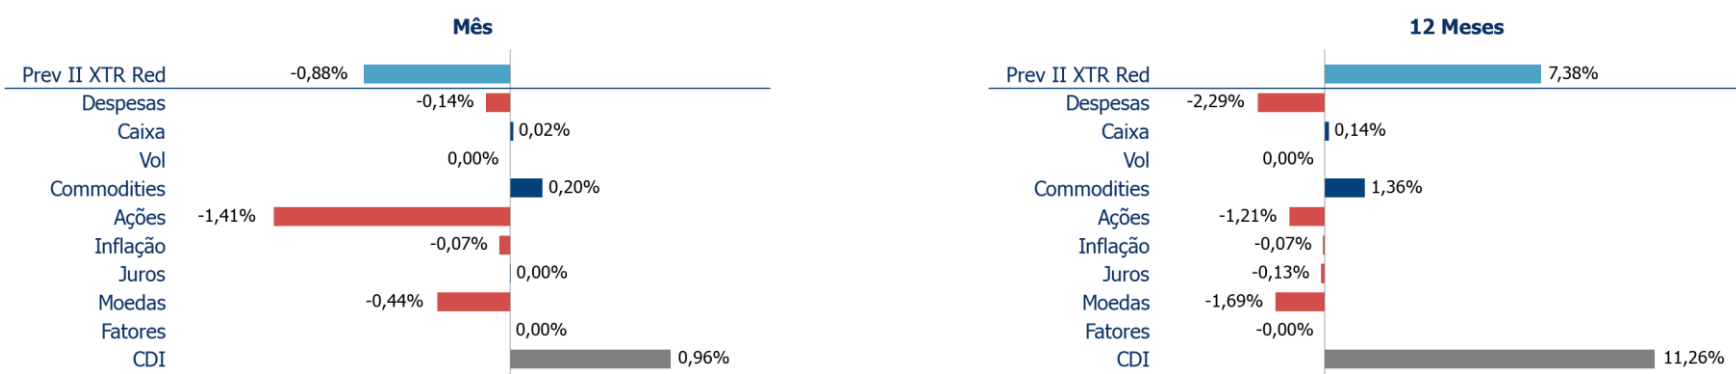 Mês
Prev II XTR Red -0,88%
Despesas -0,14%
Caixa 0,02%
Vol 0,00%
Commodities 0,20%
Ações -1,41%
Inflação -0,07%
Juros 0,00%
Moedas -0,44%
Fatores 0,00%
CDI 0,96%
12 Meses
Prev II XTR Red 7,38%
Despesas -2,29%
Caixa 0,14%
Vol 0,00%
Commodities 1,36%
Ações -1,21%
Inflação -0,07%
Juros -0,13%
Moedas -1,69%
Fatores -0,00%
CDI 11,26%